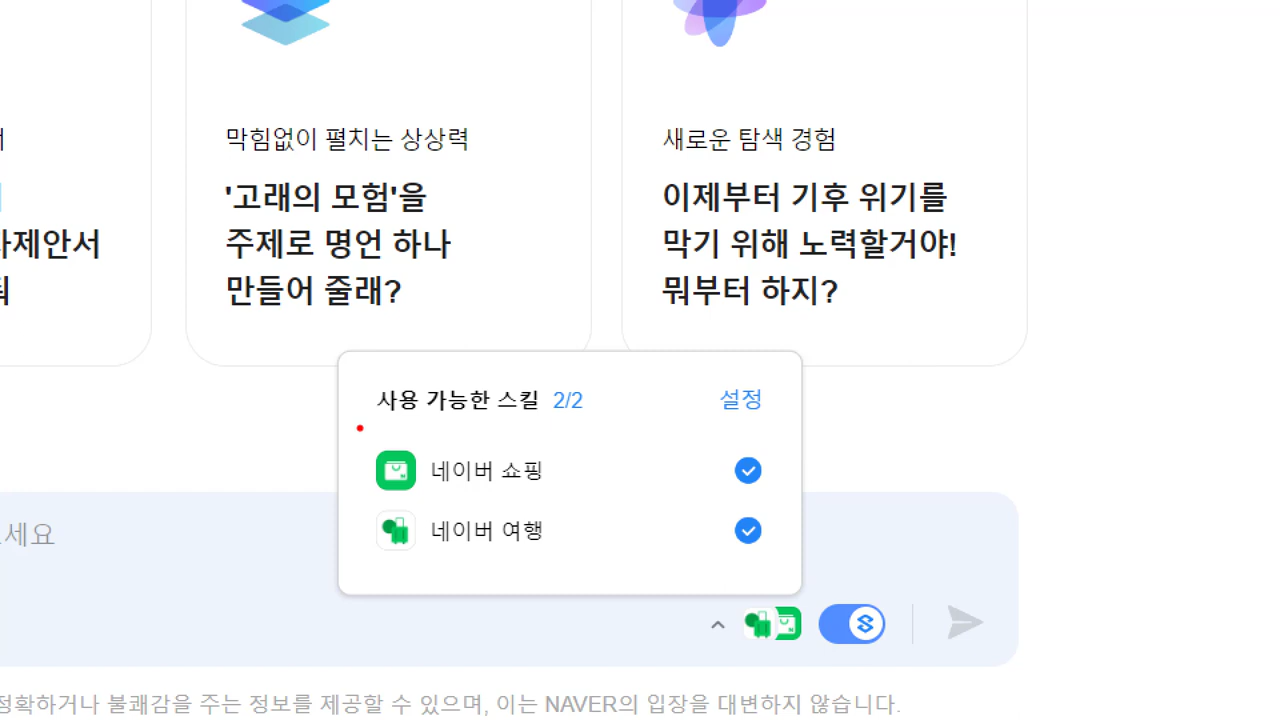 막힘없이 펼치는 상상력
'고래의 모험'을
주제로 명언 하나
만들어 줄래?
새로운 탐색 경험
이제부터 기후 위기를
막기 위해 노력할거야!
뭐부터 하지?
제안서
사용 가능한 스킬 2/2
설정
네이버 쇼핑
네이버 여행
세요
정확하거나 불쾌감을 주는 정보를 제공할 수 있으며, 이는 NAVER의 입장을 대변하지 않습니다.